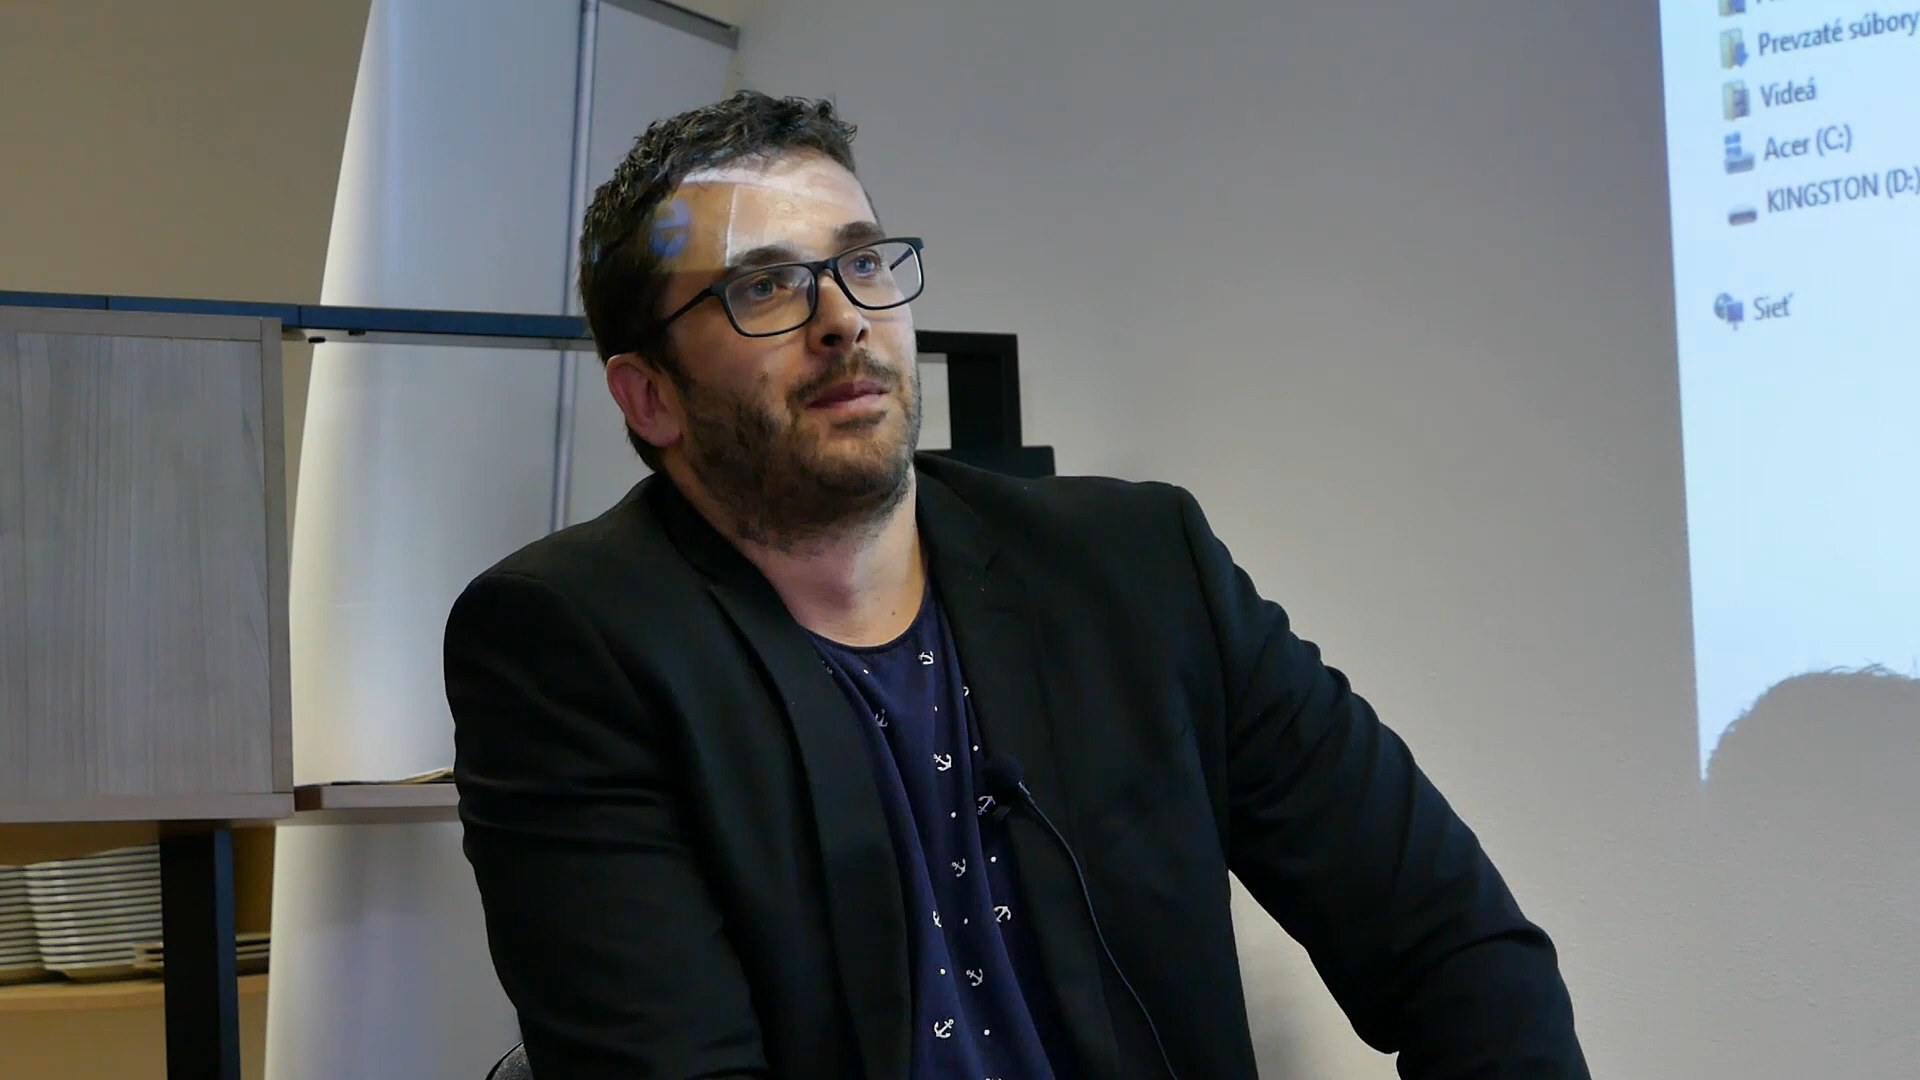 Prevzaté súbory
Videá
Acer (C:)
KINGSTON (D:)
Sieť